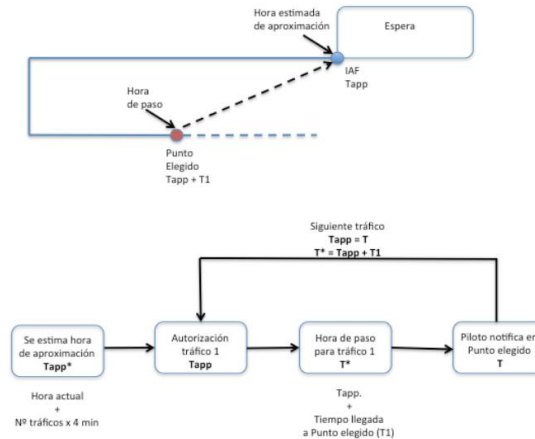 Hora estimada
de aproximación
Espera
IAF
Tapp
Hora
de paso
Punto
Elegido
Tapp + T1
Siguiente tráfico
Tapp = T
T* = Tapp + T1
Se estima hora
de aproximación
Tapp*
Autorización
tráfico 1
Tapp
Hora de paso
para tráfico 1
T*
Piloto notifica en
Punto elegido
T
Hora actual
+
Nº tráficos x 4 min
Tapp.
+
Tiempo llegada
a Punto elegido (T1)